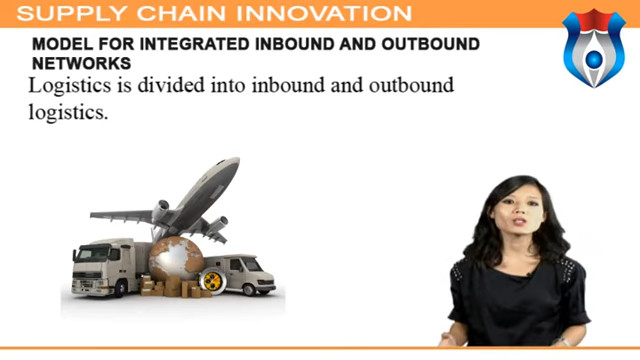 SUPPLY CHAIN INNOVATION
MODEL FOR INTEGRATED INBOUND AND OUTBOUND
NETWORKS
Logistics is divided into inbound and outbound
logistics.